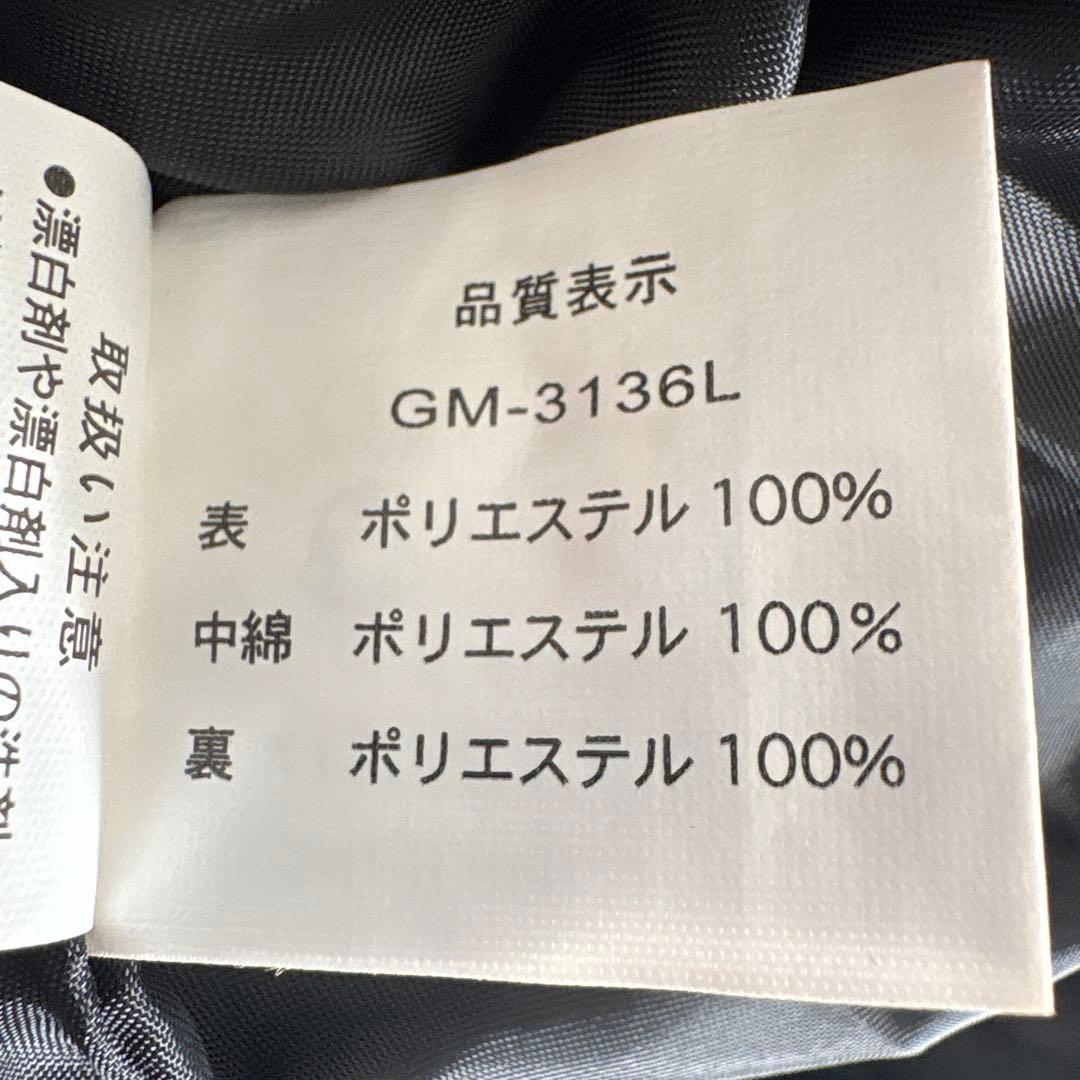 品質表示
GM-3136L
表 ポリエステル 100%
中綿 ポリエステル 100%
裏 ポリエステル 100%
取扱い注意
●漂白剤や漂白剤入りの洗剤